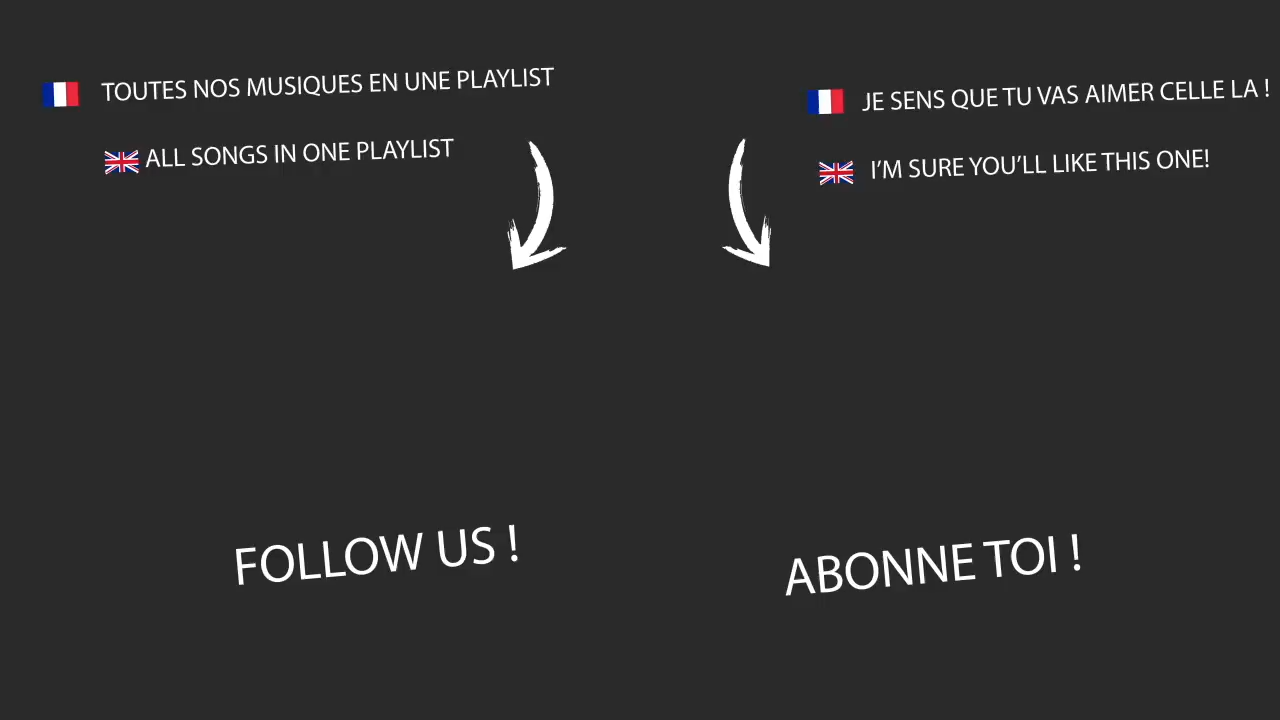 TOUTES NOS MUSIQUES EN UNE PLAYLIST
ALL SONGS IN ONE PLAYLIST
JE SENS QUE TU VAS AIMER CELLE LA !
I’M SURE YOU’LL LIKE THIS ONE!
FOLLOW US !
ABONNE TOI !